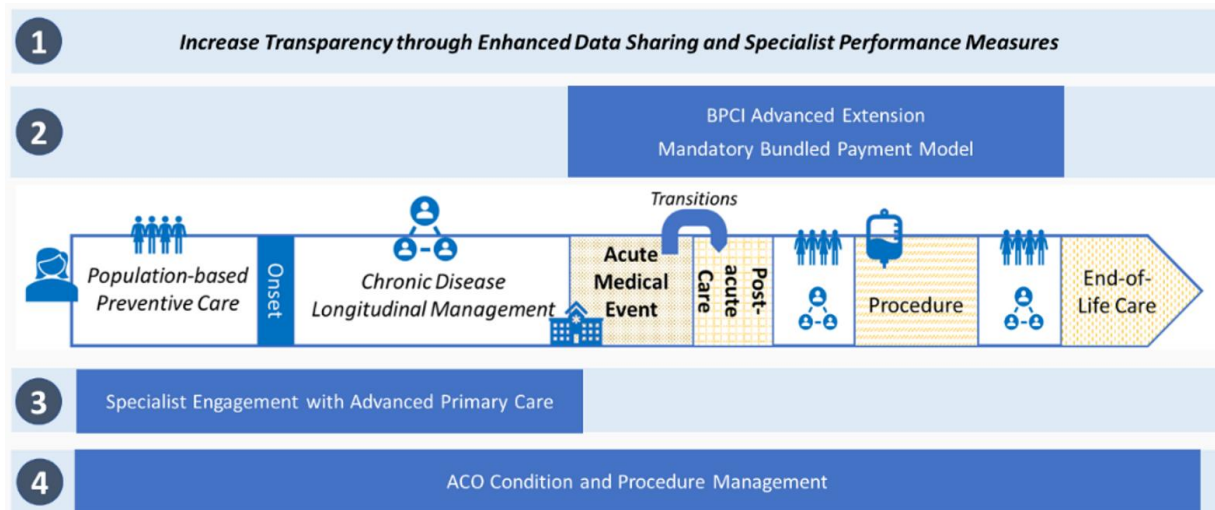 1
Increase Transparency through Enhanced Data Sharing and Specialist Performance Measures
2
BPCI Advanced Extension
Mandatory Bundled Payment Model
Transitions
Population-based
Preventive Care
Onset
Chronic Disease
Longitudinal Management
Acute
Medical
Event
Post-
acute
Care
Procedure
End-of-
Life Care
3
Specialist Engagement with Advanced Primary Care
4
ACO Condition and Procedure Management